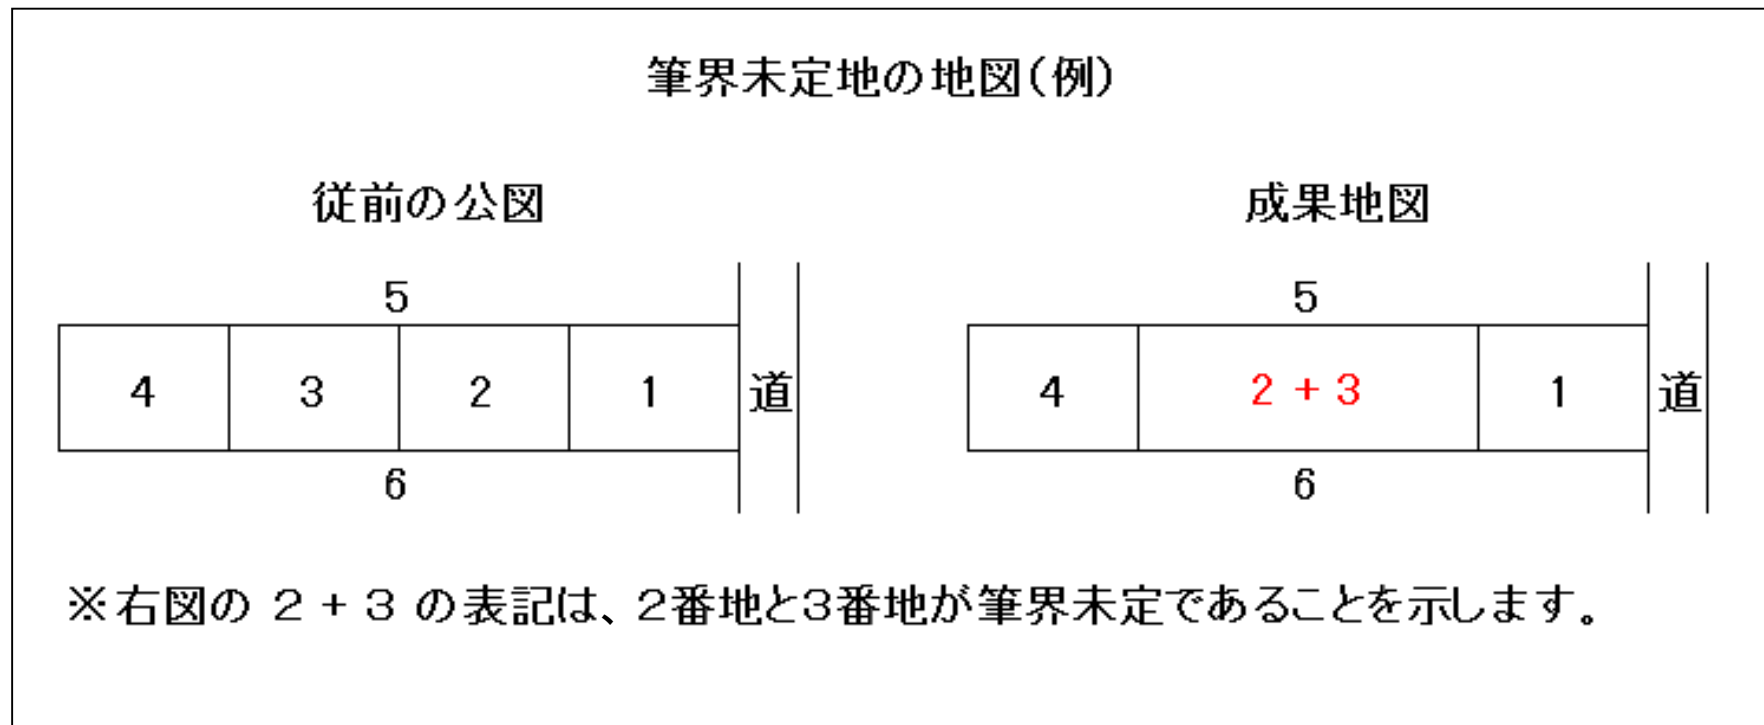 筆界未定地の地図(例)
従前の公図
成果地図
5
4 3 2 1 道
6
5
4 2 + 3 1 道
6
※右図の 2 + 3 の表記は、2番地と3番地が筆界未定であることを示します。